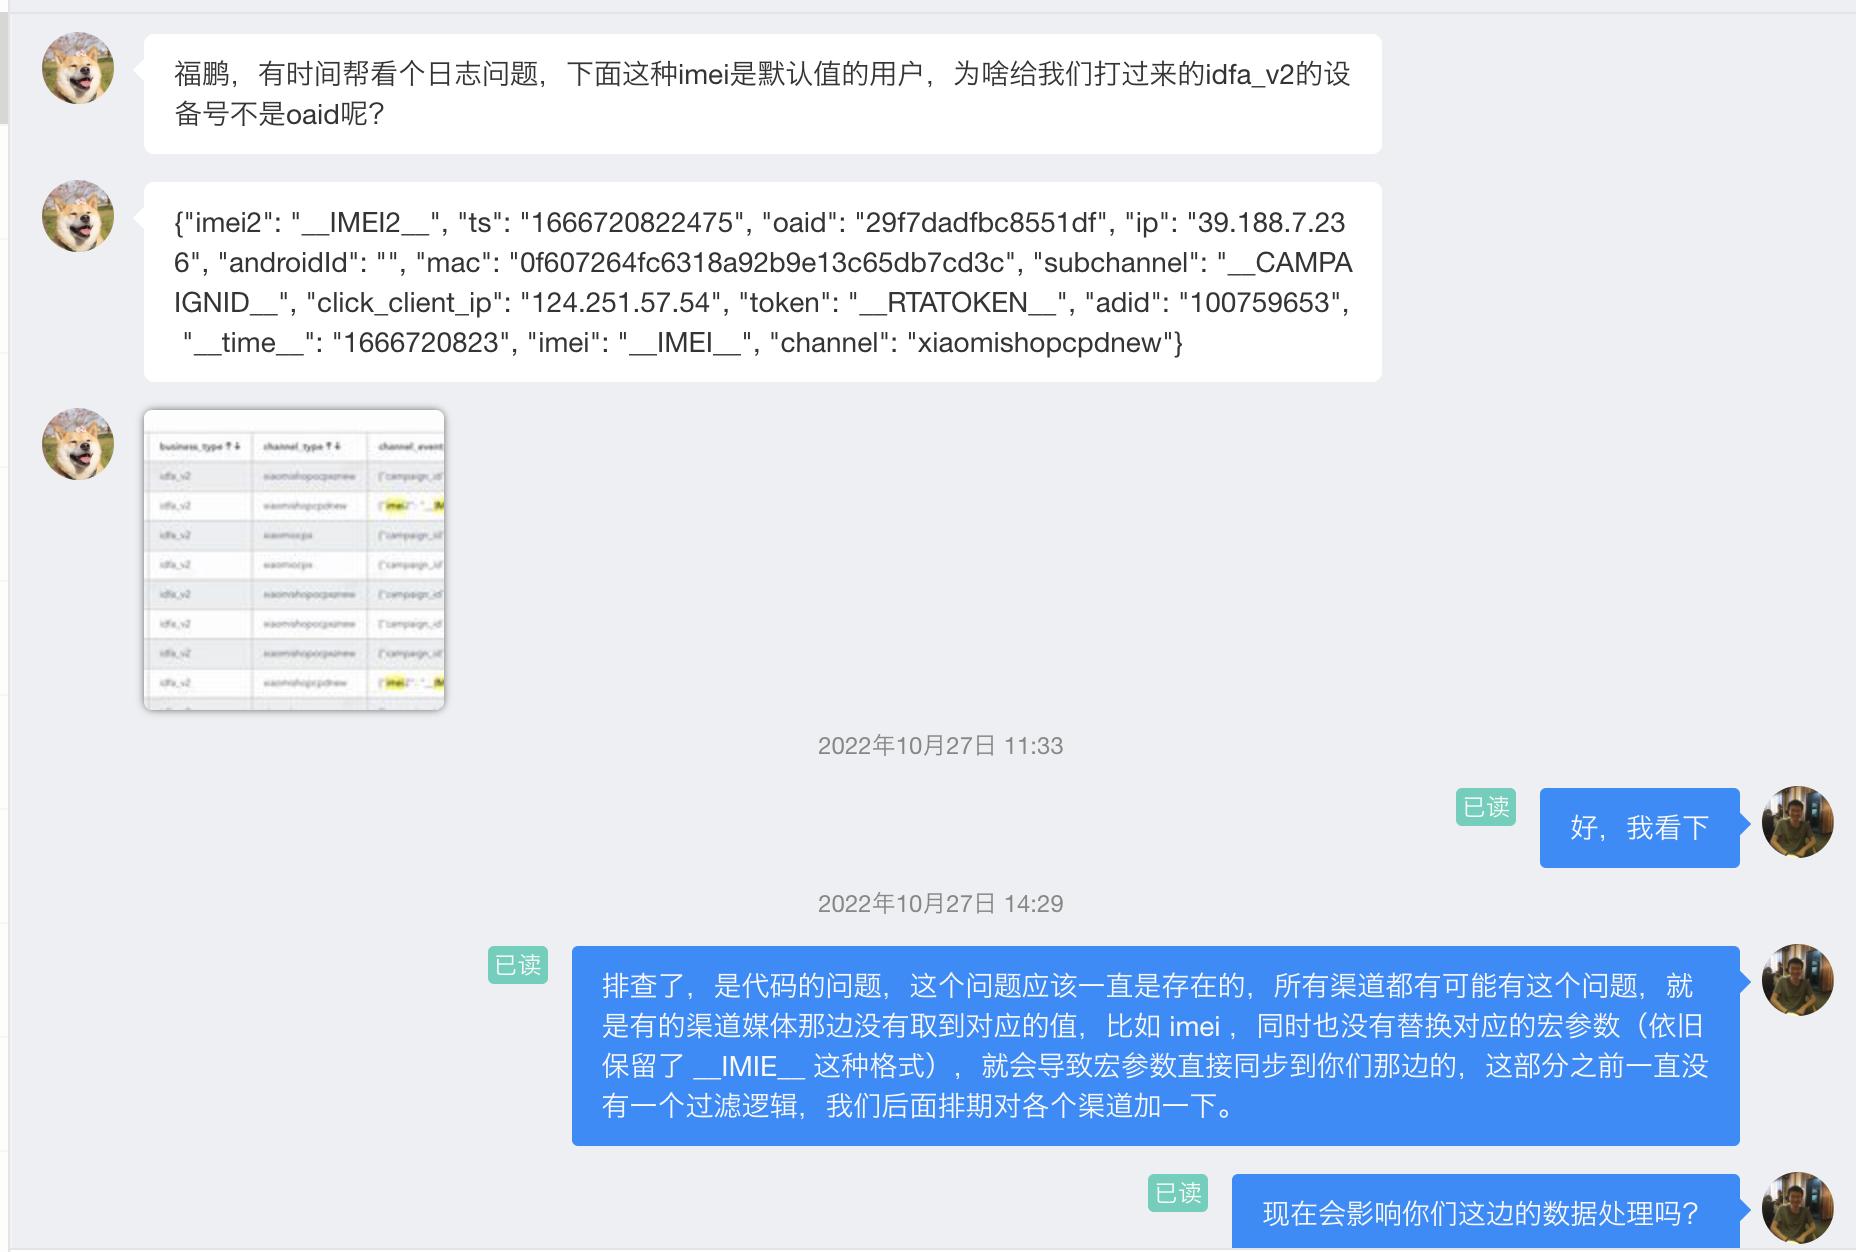 福鹏，有时间帮看个日志问题，下面这种imei是默认值的用户，为啥给我们打过来的idfa_v2的设
备号不是oaid呢？
{"imei2": "__IMEI2__", "ts": "1666720822475", "oaid": "29f7dadfbc8551df", "ip": "39.188.7.23
6", "androidId": "", "mac": "0f607264fc6318a92b9e13c65db7cd3c", "subchannel": "__CAMPA
IGNID__", "click_client_ip": "124.251.57.54", "token": "__RTATOKEN__", "adid": "100759653",
"__time__": "1666720823", "imei": "__IMEI__", "channel": "xiaomishopcpdnew"}
business_type channel_type channel_event
idfa_v2 xiaomishopocpxnew {"campaign_id"
idfa_v2 xiaomishopcpdnew {"imei2": "__IM
idfa_v2 xiaomiocpx {"campaign_id"
idfa_v2 xiaomiocpx {"campaign_id"
idfa_v2 xiaomishopocpxnew {"campaign_id"
idfa_v2 xiaomishopocpxnew {"campaign_id"
idfa_v2 xiaomishopocpxnew {"campaign_id"
idfa_v2 xiaomishopcpdnew {"imei2": "__IM
2022年10月27日 11:33
已读
好，我看下
2022年10月27日 14:29
已读
排查了，是代码的问题，这个问题应该一直是存在的，所有渠道都有可能有这个问题，就
是有的渠道媒体那边没有取到对应的值，比如 imei ，同时也没有替换对应的宏参数（依旧
保留了 __IMIE__ 这种格式），就会导致宏参数直接同步到你们那边的，这部分之前一直没
有一个过滤逻辑，我们后面排期对各个渠道加一下。
已读
现在会影响你们这边的数据处理吗？